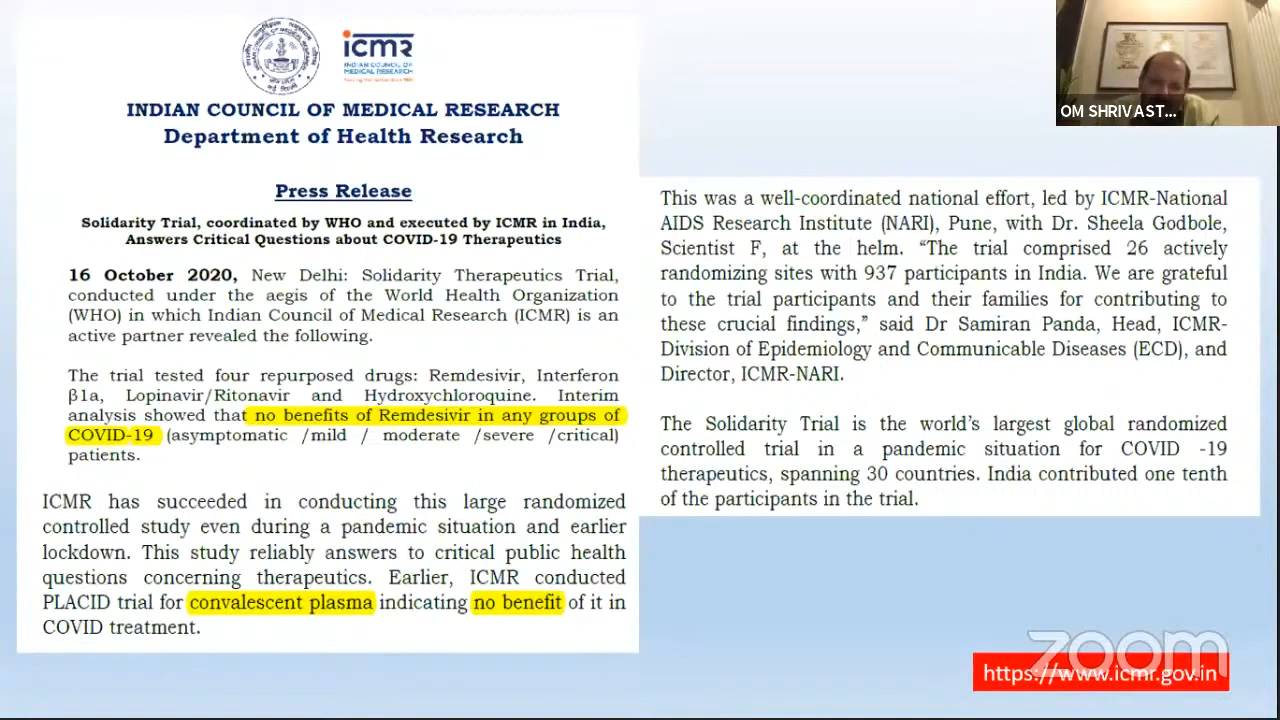 icmr
INDIAN COUNCIL OF
MEDICAL RESEARCH
INDIAN COUNCIL OF MEDICAL RESEARCH
Department of Health Research
Press Release
Solidarity Trial, coordinated by WHO and executed by ICMR in India,
Answers Critical Questions about COVID-19 Therapeutics
16 October 2020, New Delhi: Solidarity Therapeutics Trial,
conducted under the aegis of the World Health Organization
(WHO) in which Indian Council of Medical Research (ICMR) is an
active partner revealed the following.
The trial tested four repurposed drugs: Remdesivir, Interferon
β1a, Lopinavir/Ritonavir and Hydroxychloroquine. Interim
analysis showed that no benefits of Remdesivir in any groups of
COVID-19 (asymptomatic /mild / moderate /severe /critical)
patients.
ICMR has succeeded in conducting this large randomized
controlled study even during a pandemic situation and earlier
lockdown. This study reliably answers to critical public health
questions concerning therapeutics. Earlier, ICMR conducted
PLACID trial for convalescent plasma indicating no benefit of it in
COVID treatment.
OM SHRIVAST...
This was a well-coordinated national effort, led by ICMR-National
AIDS Research Institute (NARI), Pune, with Dr. Sheela Godbole,
Scientist F, at the helm. “The trial comprised 26 actively
randomizing sites with 937 participants in India. We are grateful
to the trial participants and their families for contributing to
these crucial findings,” said Dr Samiran Panda, Head, ICMR-
Division of Epidemiology and Communicable Diseases (ECD), and
Director, ICMR-NARI.
The Solidarity Trial is the world’s largest global randomized
controlled trial in a pandemic situation for COVID -19
therapeutics, spanning 30 countries. India contributed one tenth
of the participants in the trial.
zoom
https://www.icmr.gov.in